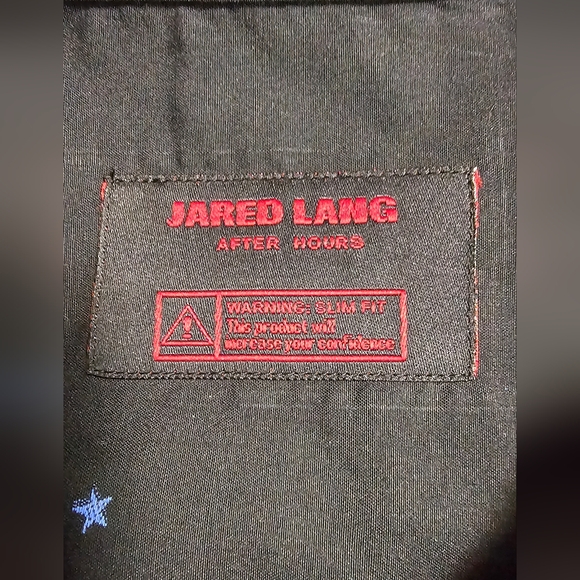 JARED LANG
AFTER HOURS
WARNING: SLIM FIT
This product will
increase your confidence